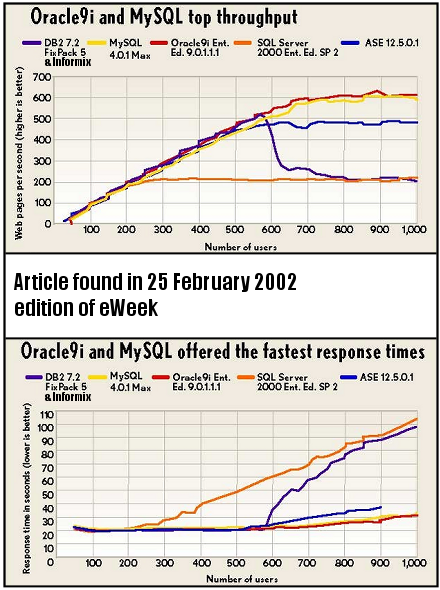 Oracle9i and MySQL top throughput
DB2 7.2 MySQL Oracle9i Ent. SQL Server ASE 12.5.0.1
FixPack 5 4.0.1 Max Ed. 9.0.1.1.1 2000 Ent. Ed. SP 2
& Informix
Web pages per second (higher is better)
700
600
500
400
300
200
100
0
100 200 300 400 500 600 700 800 900 1,000
Number of users
Article found in 25 February 2002
edition of eWeek
Oracle9i and MySQL offered the fastest response times
DB2 7.2 MySQL Oracle9i Ent. SQL Server ASE 12.5.0.1
FixPack 5 4.0.1 Max Ed. 9.0.1.1.1 2000 Ent. Ed. SP 2
& Informix
Response time in seconds (lower is better)
110
100
90
80
70
60
50
40
30
20
10
0
100 200 300 400 500 600 700 800 900 1,000
Number of users